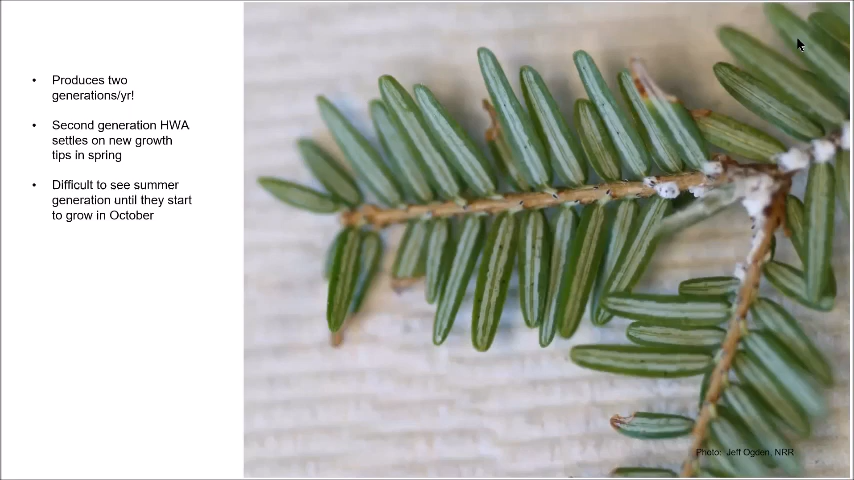 • Produces two
generations/yr!
• Second generation HWA
settles on new growth
tips in spring
• Difficult to see summer
generation until they start
to grow in October
Photo: Jeff Ogden, NRR